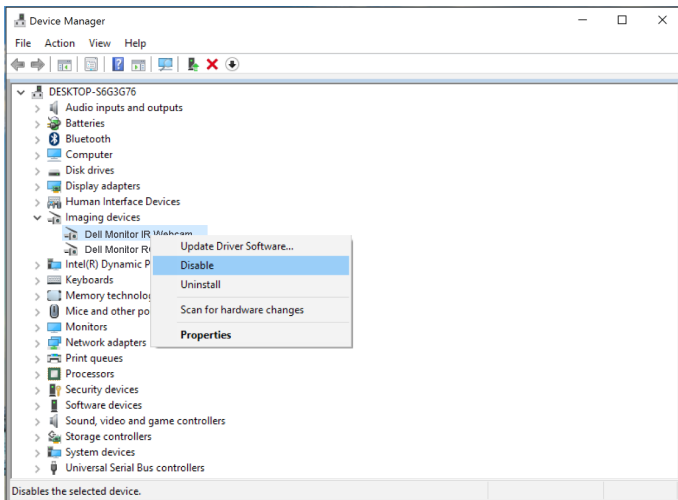 Device Manager
File Action View Help
DESKTOP-S6G3G76
Audio inputs and outputs
Batteries
Bluetooth
Computer
Disk drives
Display adapters
Human Interface Devices
Imaging devices
Dell Monitor IR Webcam
Dell Monitor
Update Driver Software...
Disable
Uninstall
Scan for hardware changes
Properties
Intel(R) Dynamic
Keyboards
Memory
Mice and other
Monitors
Network adapters
Print queues
Processors
Security devices
Software devices
Sound, video and game controllers
Storage controllers
System devices
Universal Serial Bus controllers
Disables the selected device.